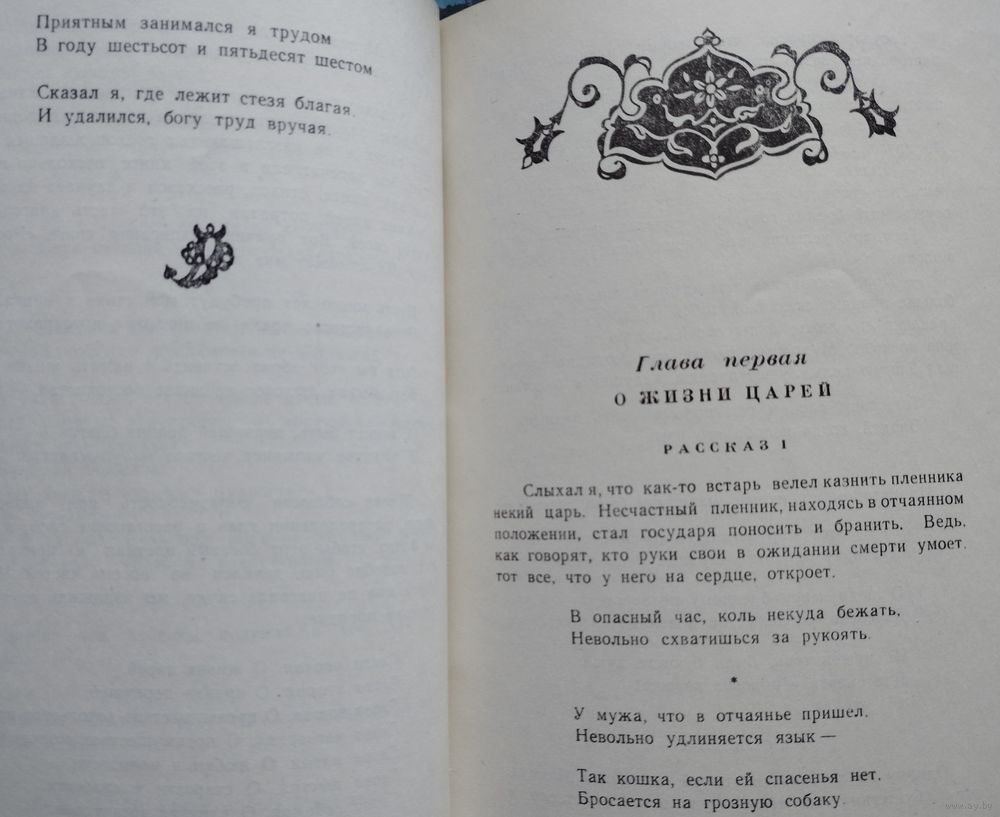 Приятным занимался я трудом
В году шестьсот и пятьдесят шестом.
Сказал я, где лежит стезя благая.
И удалился, богу труд вручая.
Глава первая
О ЖИЗНИ ЦАРЕЙ
РАССКАЗ 1
Слыхал я, что как-то встарь велел казнить пленника
некий царь. Несчастный пленник, находясь в отчаянном
положении, стал государя поносить и бранить. Ведь,
как говорят, кто руки свои в ожидании смерти умоет,
тот все, что у него на сердце, откроет.
В опасный час, коль некуда бежать,
Невольно схватишься за рукоять.
*
У мужа, что в отчаянье пришел,
Невольно удлиняется язык —
Так кошка, если ей спасенья нет,
Бросается на грозную собаку.
www.ay.by